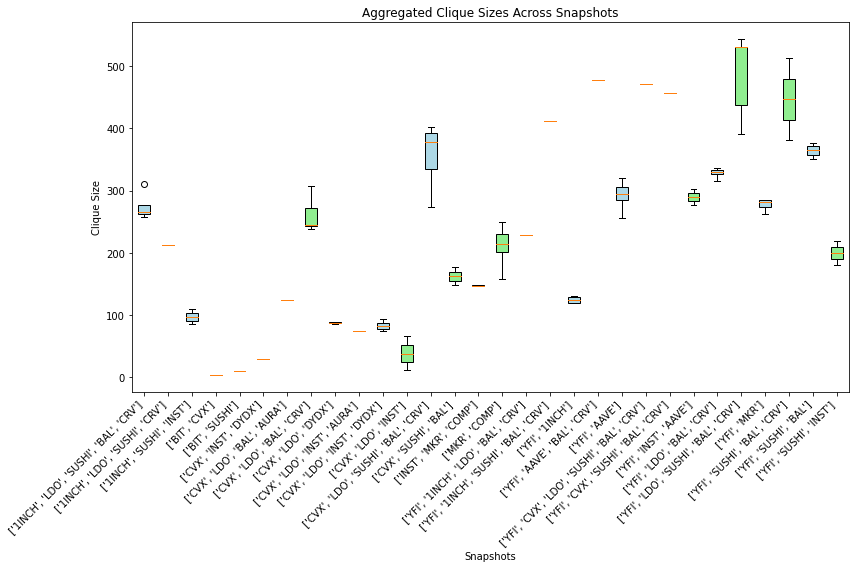 Aggregated Clique Sizes Across Snapshots
Clique Size
500
400
300
200
100
0
['1INCH', 'LDO', 'SUSHI', 'BAL', 'CRV']
['1INCH', 'LDO', 'SUSHI', 'CRV']
['1INCH', 'SUSHI', 'INST']
['BIT', 'CVX']
['BIT', 'SUSHI']
['CVX', 'INST', 'DYDX']
['CVX', 'LDO', 'BAL', 'AURA']
['CVX', 'LDO', 'BAL', 'CRV']
['CVX', 'LDO', 'DYDX']
['CVX', 'LDO', 'INST', 'AURA']
['CVX', 'LDO', 'INST', 'DYDX']
['CVX', 'LDO', 'INST']
['CVX', 'LDO', 'SUSHI', 'BAL', 'CRV']
['CVX', 'SUSHI', 'BAL']
['INST', 'MKR', 'COMP']
['MKR', 'COMP']
['YFI', '1INCH', 'LDO', 'BAL', 'CRV']
['YFI', '1INCH', 'SUSHI', 'BAL', 'CRV']
['YFI', '1INCH']
['YFI', 'AAVE', 'BAL', 'CRV']
['YFI', 'AAVE']
['YFI', 'CVX', 'LDO', 'SUSHI', 'BAL', 'CRV']
['YFI', 'CVX', 'SUSHI', 'BAL', 'CRV']
['YFI', 'INST', 'AAVE']
['YFI', 'LDO', 'BAL', 'CRV']
['YFI', 'LDO', 'SUSHI', 'BAL', 'CRV']
['YFI', 'MKR']
['YFI', 'SUSHI', 'BAL', 'CRV']
['YFI', 'SUSHI', 'BAL']
['YFI', 'SUSHI', 'INST']
Snapshots